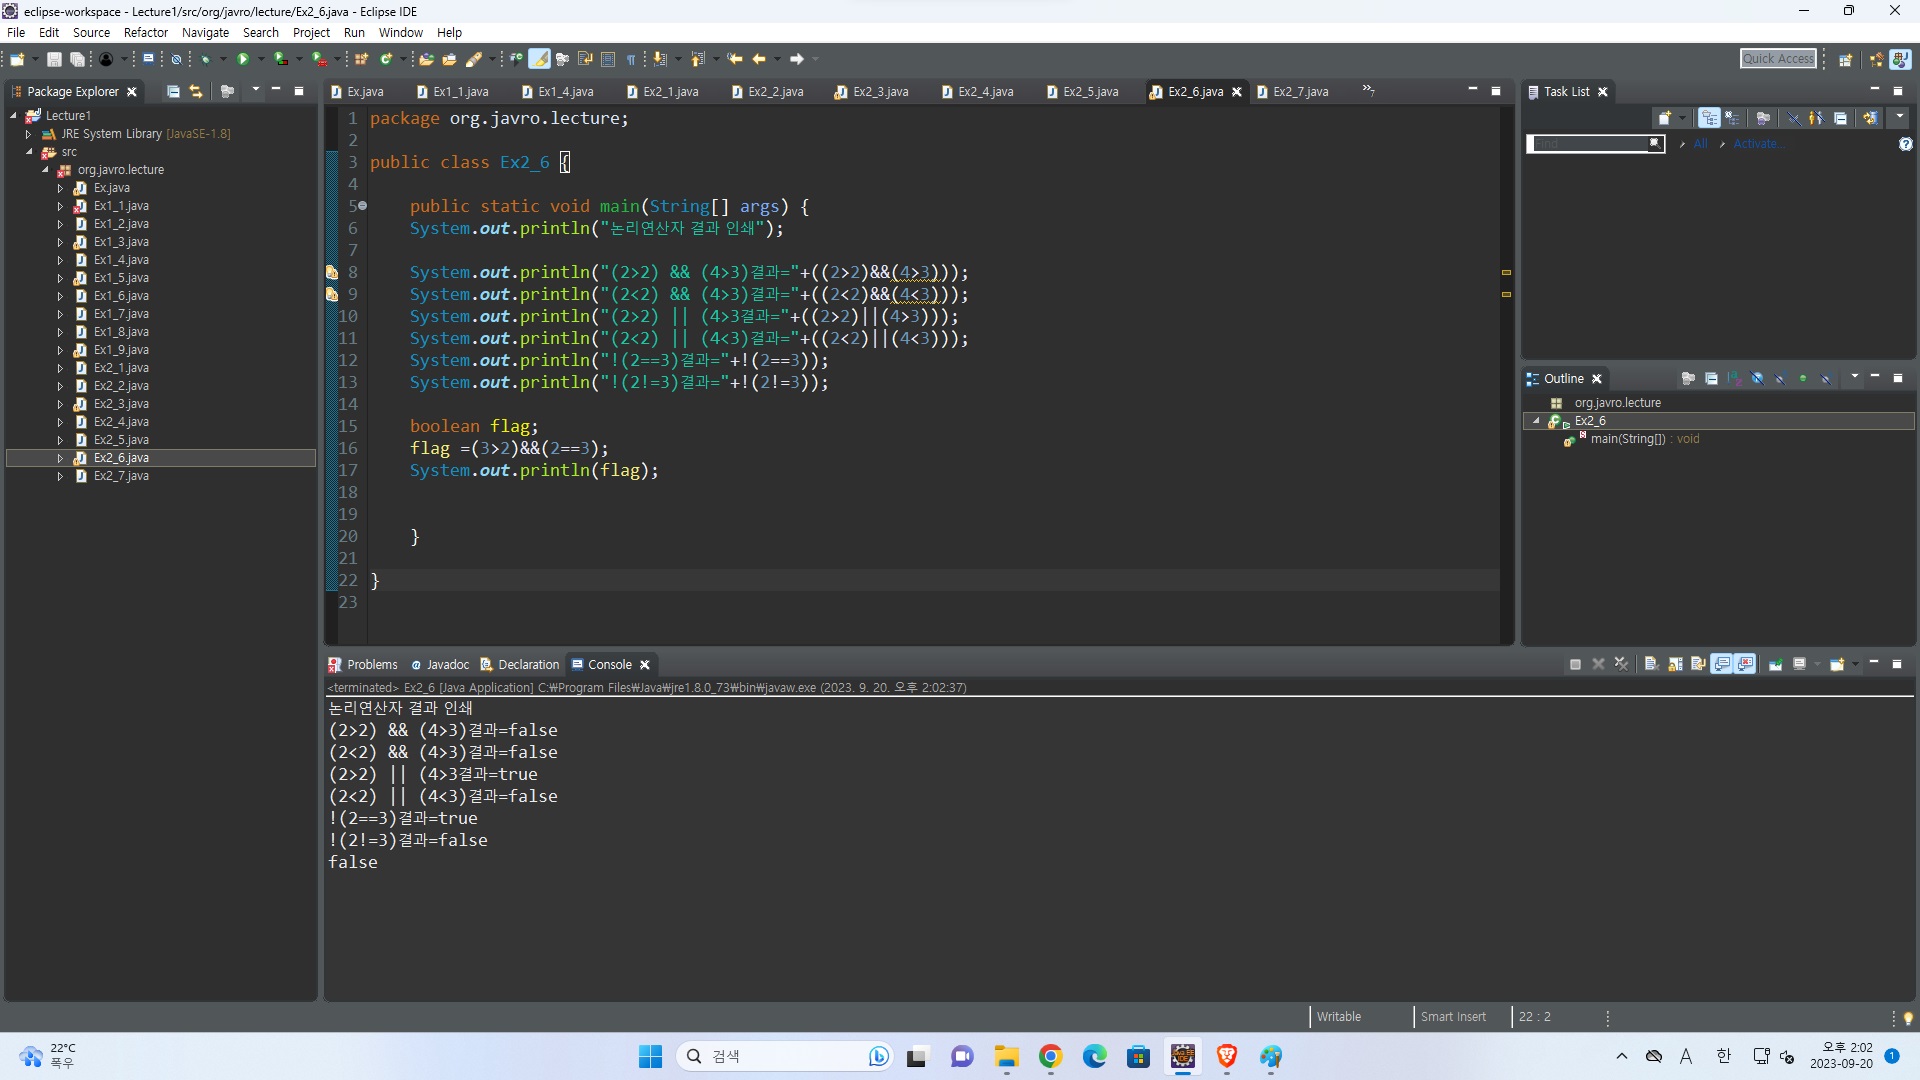 eclipse-workspace - Lecture1/src/org/javro/lecture/Ex2_6.java - Eclipse IDE
File Edit Source Refactor Navigate Search Project Run Window Help
Quick Access
Package Explorer
Lecture1
JRE System Library [JavaSE-1.8]
src
org.javro.lecture
Ex.java
Ex1_1.java
Ex1_2.java
Ex1_3.java
Ex1_4.java
Ex1_5.java
Ex1_6.java
Ex1_7.java
Ex1_8.java
Ex1_9.java
Ex2_1.java
Ex2_2.java
Ex2_3.java
Ex2_4.java
Ex2_5.java
Ex2_6.java
Ex2_7.java
Ex.java Ex1_1.java Ex1_4.java Ex2_1.java Ex2_2.java Ex2_3.java Ex2_4.java Ex2_5.java Ex2_6.java Ex2_7.java »7
1 package org.javro.lecture;
2
3 public class Ex2_6 {
4
5 public static void main(String[] args) {
6 System.out.println("논리연산자 결과 인쇄");
7
8 System.out.println("(2>2) && (4>3)결과="+((2>2)&&(4>3)));
9 System.out.println("(2<2) && (4>3)결과="+((2<2)&&(4<3)));
10 System.out.println("(2>2) || (4>3결과="+((2>2)||(4>3)));
11 System.out.println("(2<2) || (4<3)결과="+((2<2)||(4<3)));
12 System.out.println("!(2==3)결과="+!(2==3));
13 System.out.println("!(2!=3)결과="+!(2!=3));
14
15 boolean flag;
16 flag =(3>2)&&(2==3);
17 System.out.println(flag);
18
19
20 }
21
22 }
23
Task List
Find All Activate...
Outline
org.javro.lecture
Ex2_6
main(String[]) : void
Problems Javadoc Declaration Console
<terminated> Ex2_6 [Java Application] C:₩Program Files₩Java₩jre1.8.0_73₩bin₩javaw.exe (2023. 9. 20. 오후 2:02:37)
논리연산자 결과 인쇄
(2>2) && (4>3)결과=false
(2<2) && (4>3)결과=false
(2>2) || (4>3결과=true
(2<2) || (4<3)결과=false
!(2==3)결과=true
!(2!=3)결과=false
false
Writable Smart Insert 22 : 2
22°C
폭우
검색
A 한
오후 2:02
2023-09-20
1